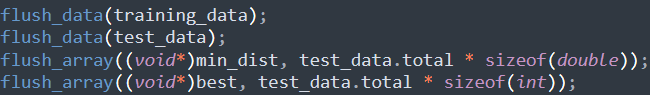 flush_data(training_data);
flush_data(test_data);
flush_array((void*)min_dist, test_data.total * sizeof(double));
flush_array((void*)best, test_data.total * sizeof(int));